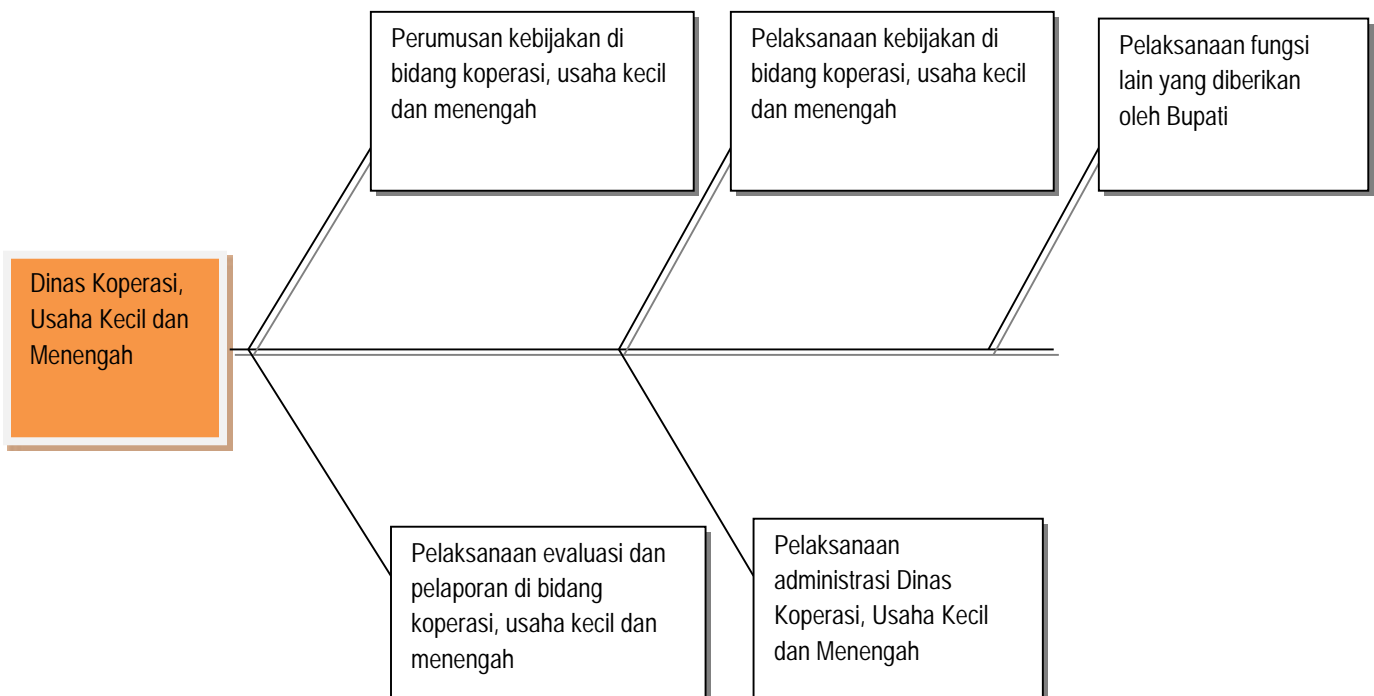 Perumusan kebijakan di
bidang koperasi, usaha kecil
dan menengah
Pelaksanaan kebijakan di
bidang koperasi, usaha kecil
dan menengah
Pelaksanaan fungsi
lain yang diberikan
oleh Bupati
Dinas Koperasi,
Usaha Kecil dan
Menengah
Pelaksanaan evaluasi dan
pelaporan di bidang
koperasi, usaha kecil dan
menengah
Pelaksanaan
administrasi Dinas
Koperasi, Usaha Kecil
dan Menengah